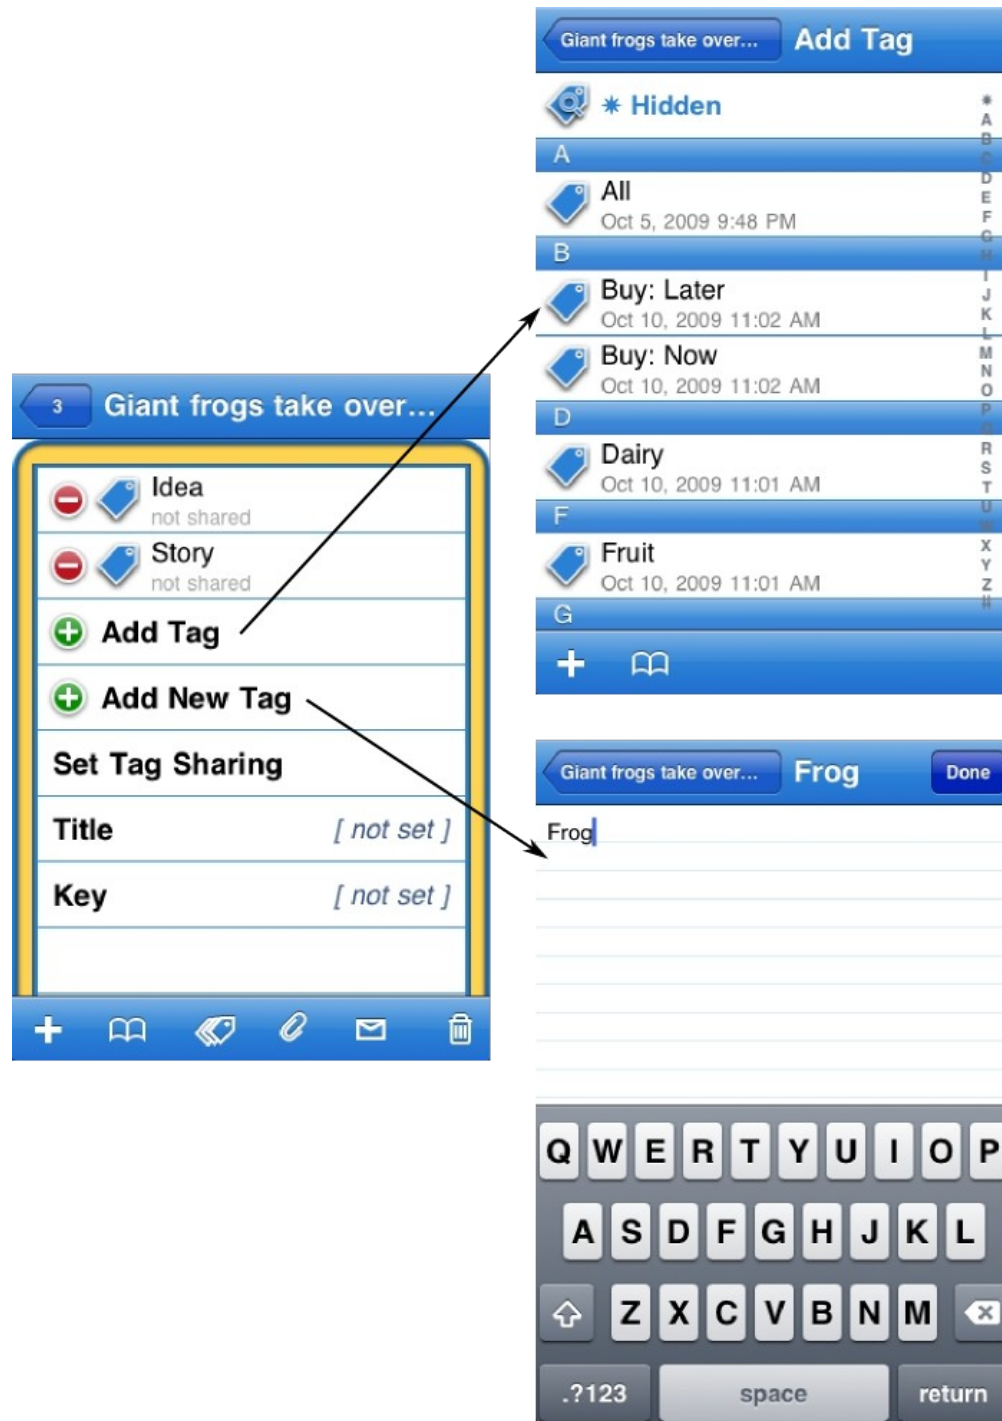 3 Giant frogs take over...
Idea
not shared
Story
not shared
Add Tag
Add New Tag
Set Tag Sharing
Title [ not set ]
Key [ not set ]
Giant frogs take over... Add Tag
✷ Hidden
A
All
Oct 5, 2009 9:48 PM
B
Buy: Later
Oct 10, 2009 11:02 AM
Buy: Now
Oct 10, 2009 11:02 AM
D
Dairy
Oct 10, 2009 11:01 AM
F
Fruit
Oct 10, 2009 11:01 AM
G
✷
A
B
C
D
E
F
G
H
I
J
K
L
M
N
O
P
Q
R
S
T
U
X
Y
Z
#
Giant frogs take over... Frog Done
Frog
Q W E R T Y U I O P
A S D F G H J K L
Z X C V B N M
.?123 space return